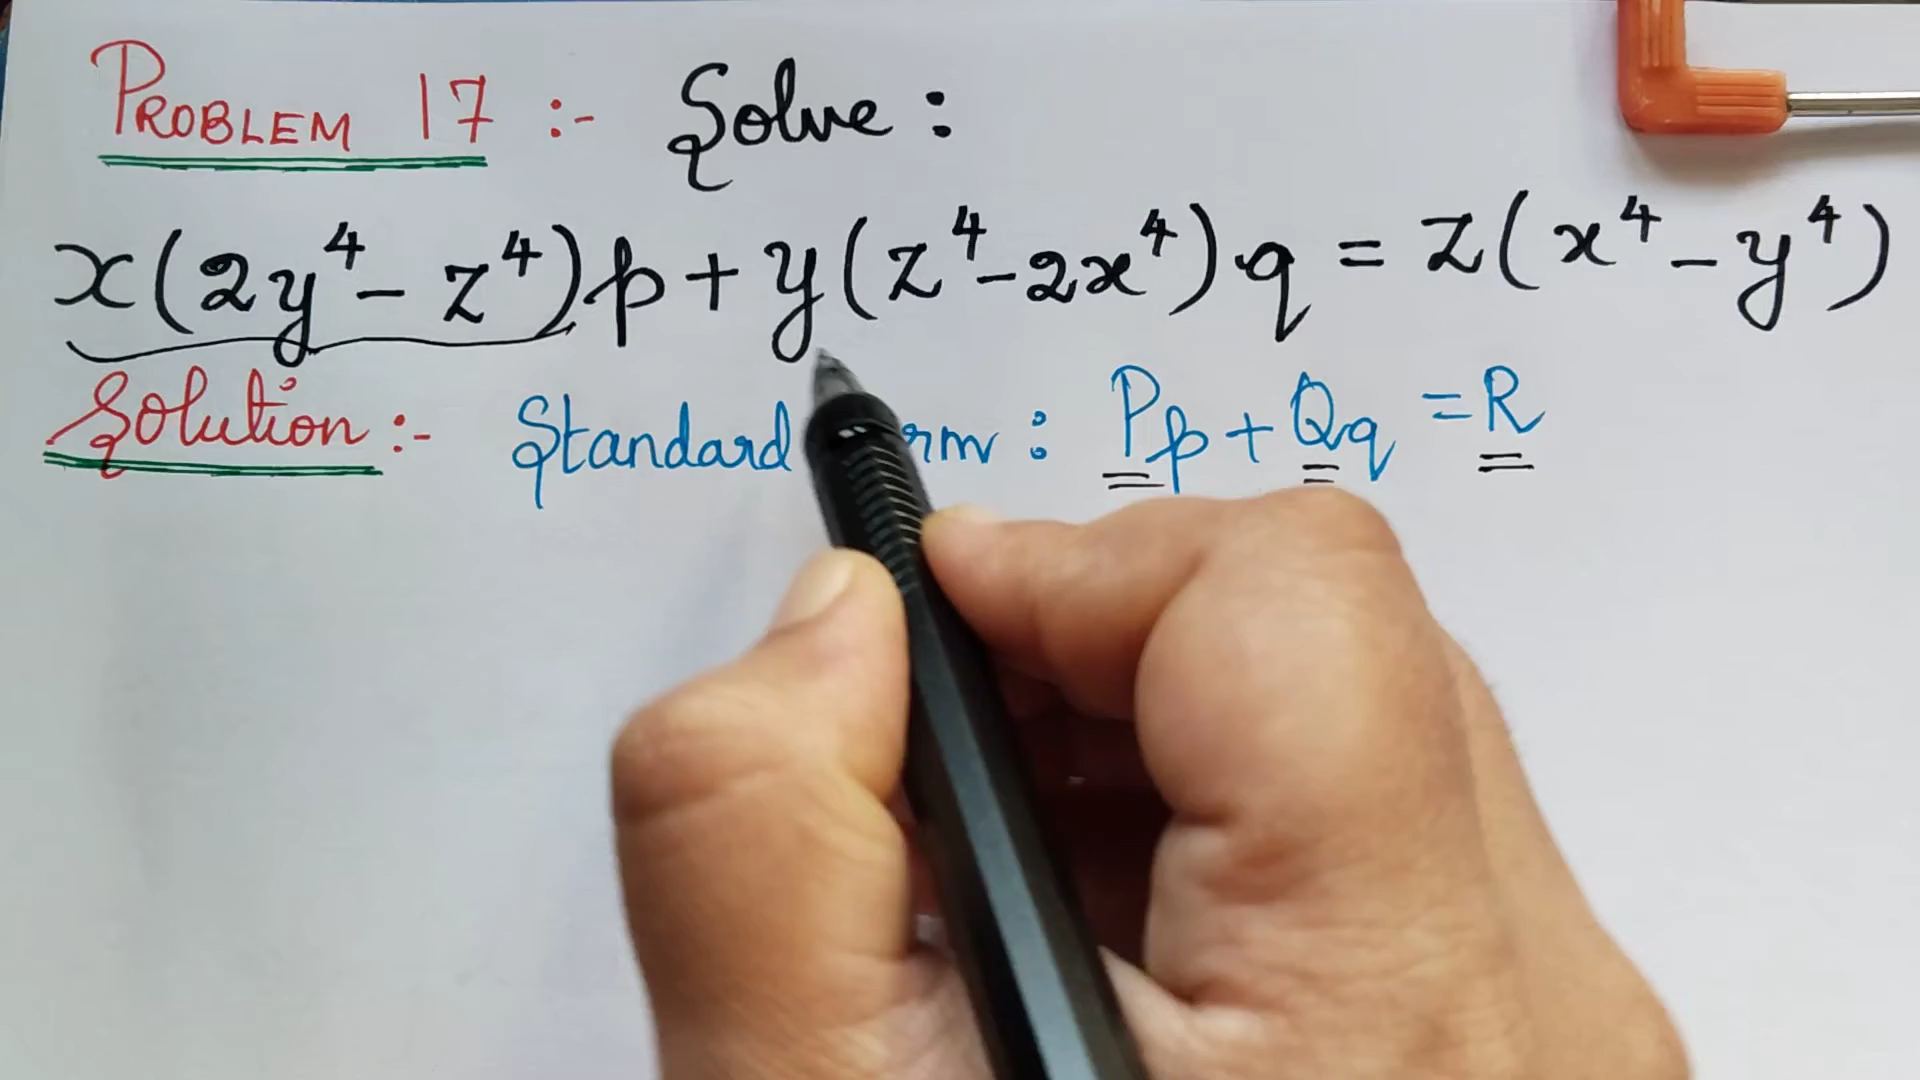 PROBLEM 17 :- Solve :
x(2y⁴- z⁴)p + y(z⁴-2x⁴)q = z(x⁴-y⁴)
Solution :- Standard : Pp + Qq = R